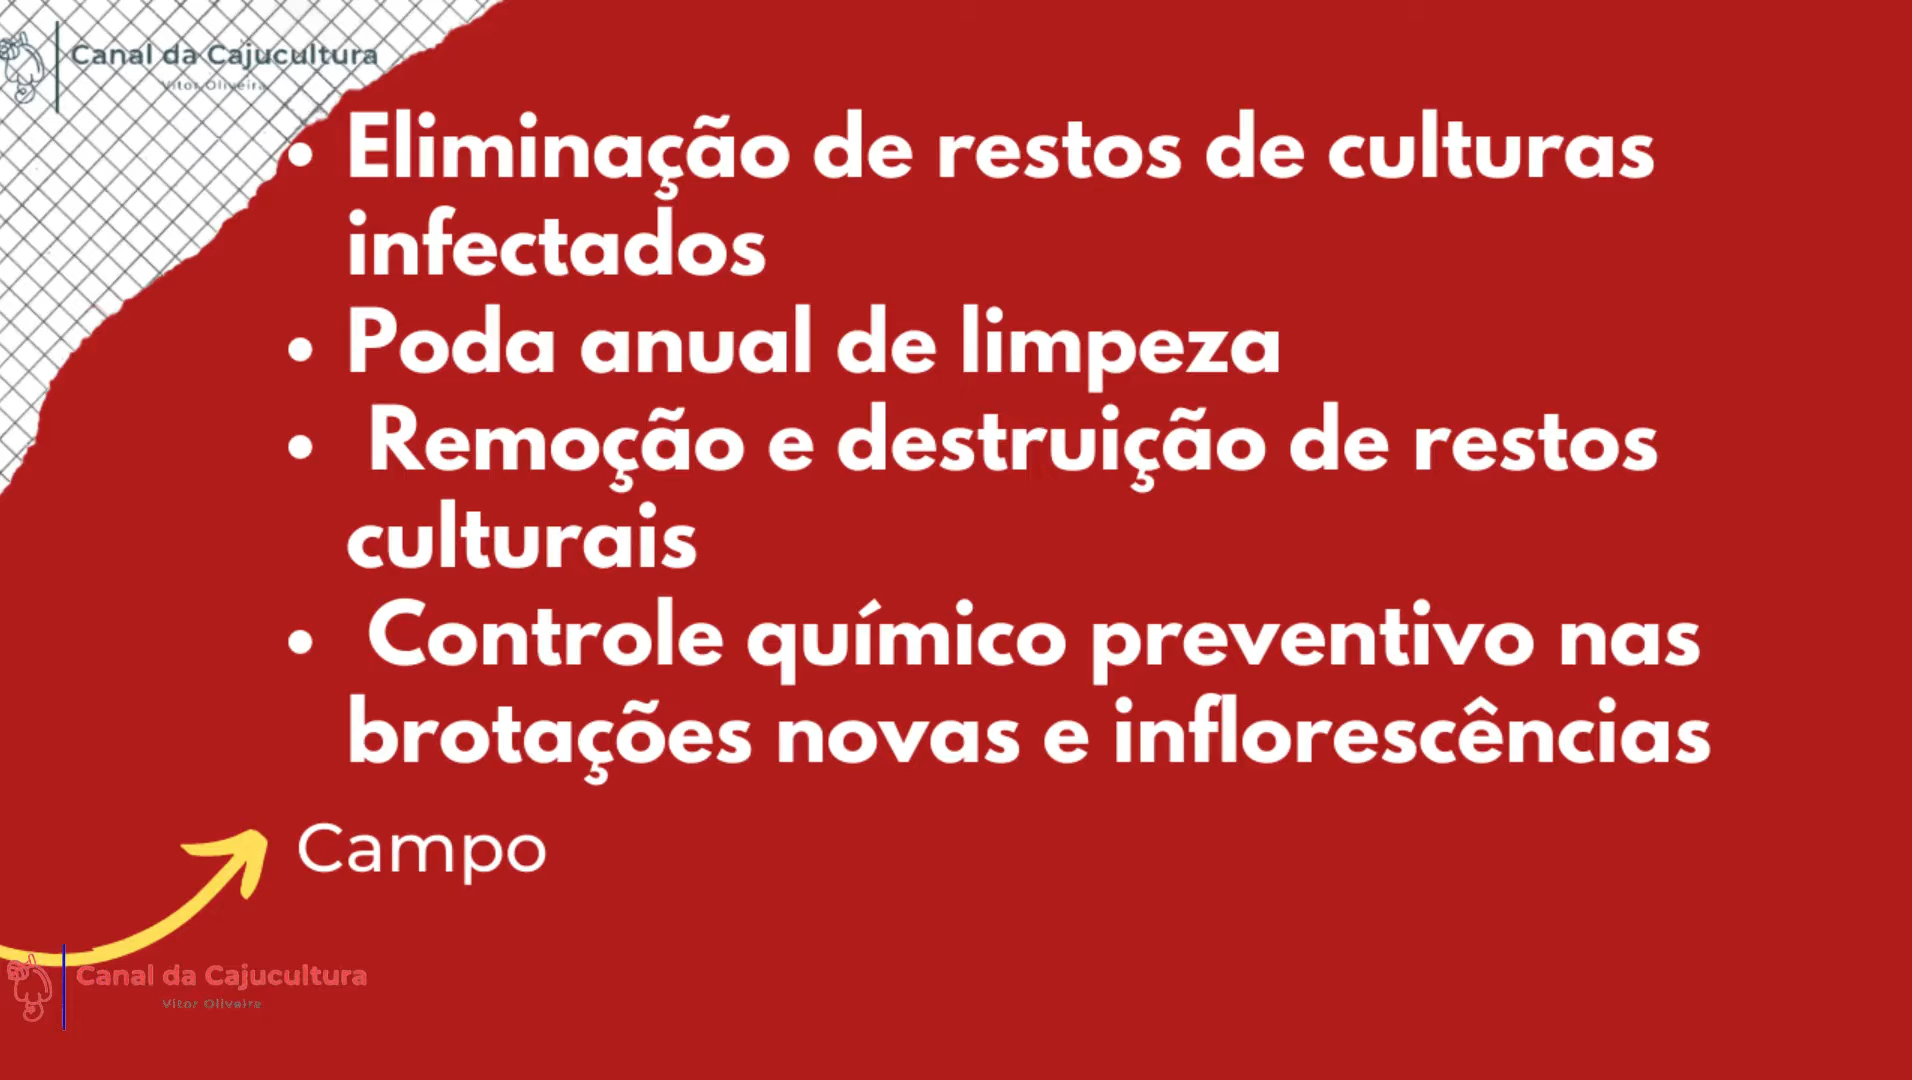 Canal da Cajucultura
Vitor Oliveira
• Eliminação de restos de culturas
infectados
• Poda anual de limpeza
• Remoção e destruição de restos
culturais
• Controle químico preventivo nas
brotações novas e inflorescências
Campo
Canal da Cajucultura
Vitor Oliveira